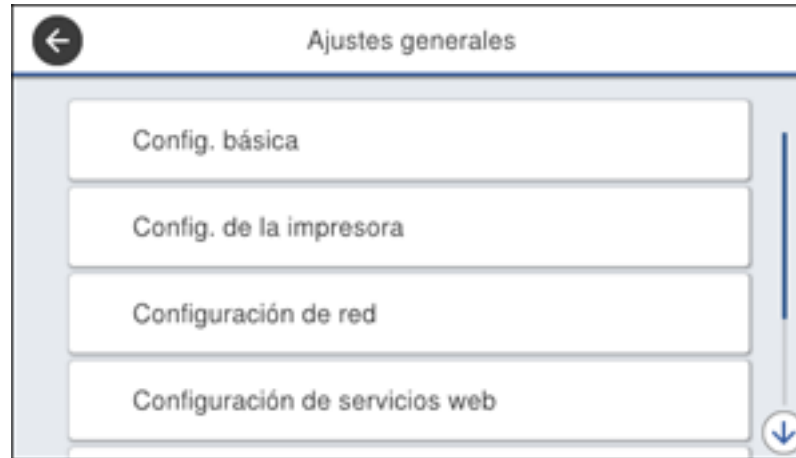 Ajustes generales
Config. básica
Config. de la impresora
Configuración de red
Configuración de servicios web